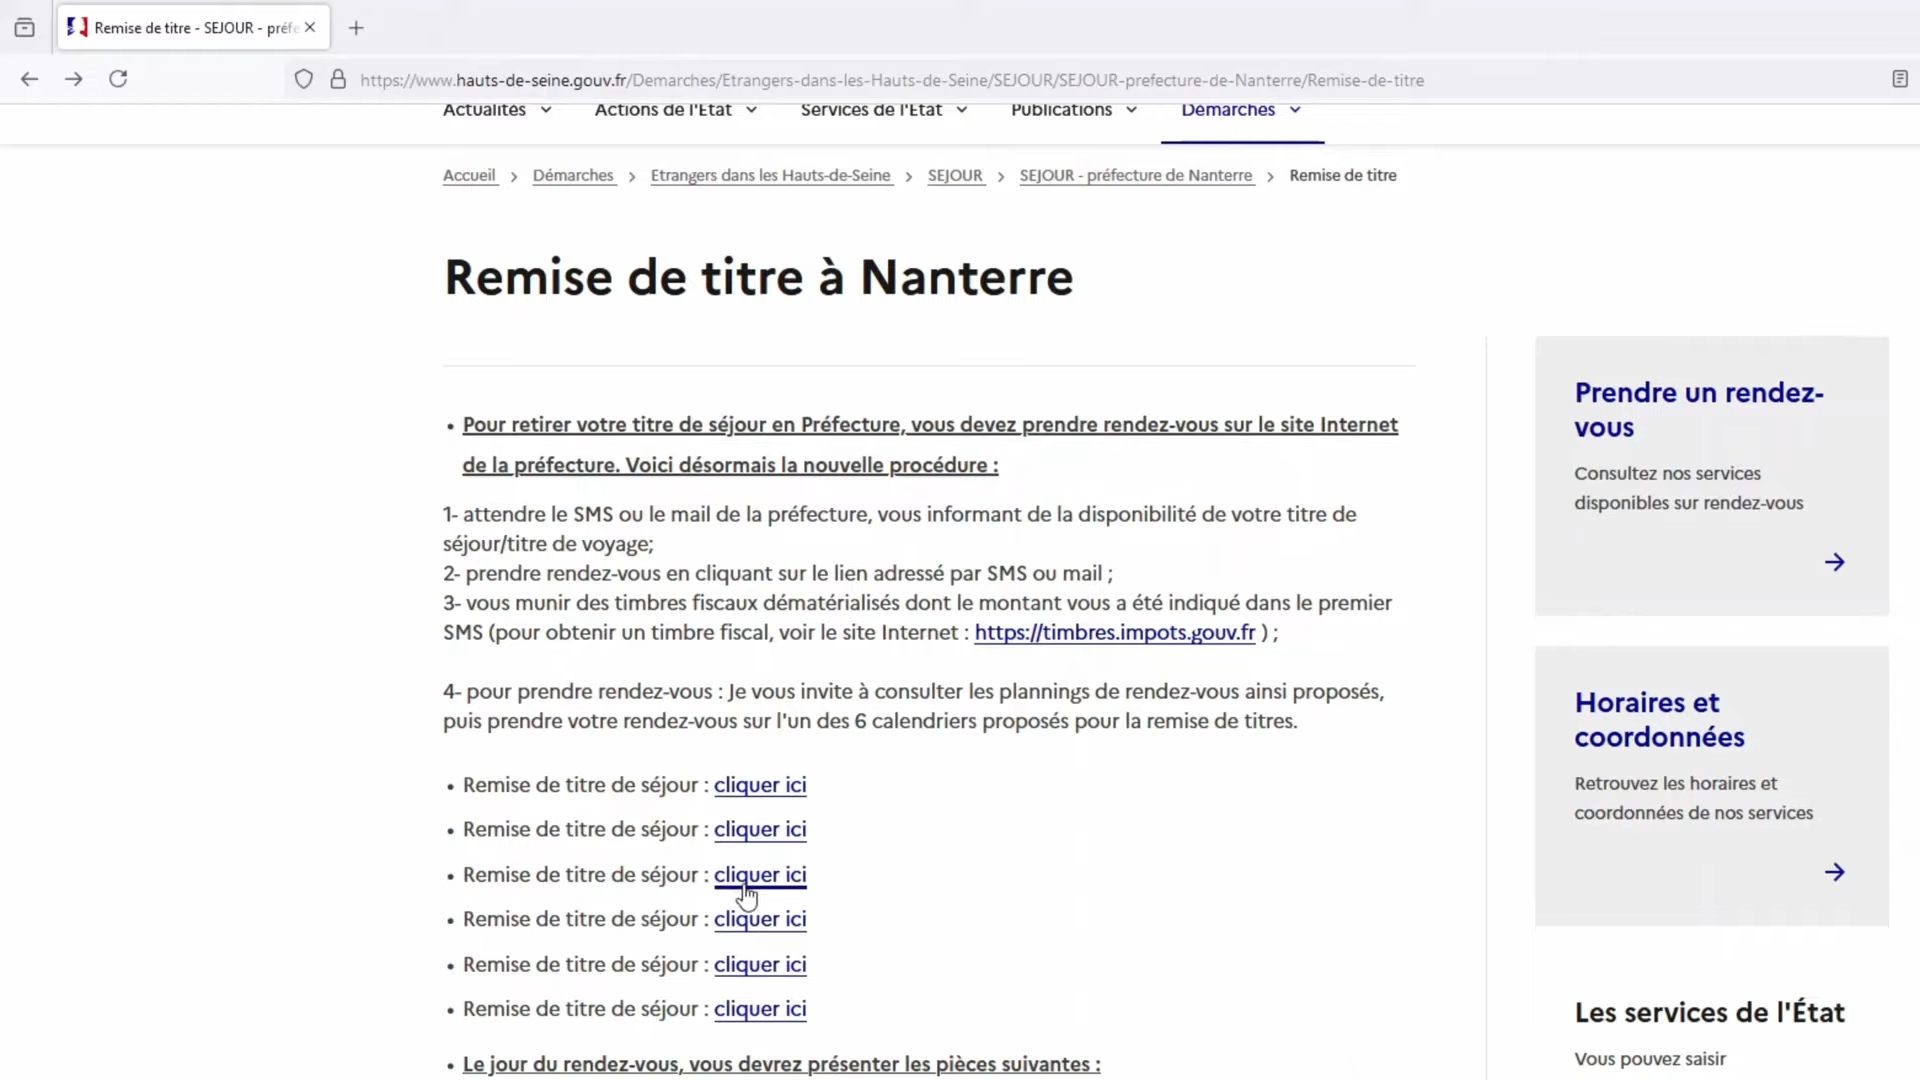 Remise de titre - SEJOUR - préfe
https://www.hauts-de-seine.gouv.fr/Demarches/Etrangers-dans-les-Hauts-de-Seine/SEJOUR/SEJOUR-prefecture-de-Nanterre/Remise-de-titre
Actualités Actions de l'Etat Services de l'Etat Publications Démarches
Accueil > Démarches > Etrangers dans les Hauts-de-Seine > SEJOUR > SEJOUR - préfecture de Nanterre > Remise de titre
Remise de titre à Nanterre
• Pour retirer votre titre de séjour en Préfecture, vous devez prendre rendez-vous sur le site Internet
de la préfecture. Voici désormais la nouvelle procédure :
1- attendre le SMS ou le mail de la préfecture, vous informant de la disponibilité de votre titre de
séjour/titre de voyage;
2- prendre rendez-vous en cliquant sur le lien adressé par SMS ou mail ;
3- vous munir des timbres fiscaux dématérialisés dont le montant vous a été indiqué dans le premier
SMS (pour obtenir un timbre fiscal, voir le site Internet : https://timbres.impots.gouv.fr ) ;
4- pour prendre rendez-vous : Je vous invite à consulter les plannings de rendez-vous ainsi proposés,
puis prendre votre rendez-vous sur l'un des 6 calendriers proposés pour la remise de titres.
• Remise de titre de séjour : cliquer ici
• Remise de titre de séjour : cliquer ici
• Remise de titre de séjour : cliquer ici
• Remise de titre de séjour : cliquer ici
• Remise de titre de séjour : cliquer ici
• Remise de titre de séjour : cliquer ici
• Le jour du rendez-vous, vous devrez présenter les pièces suivantes :
Prendre un rendez-
vous
Consultez nos services
disponibles sur rendez-vous
Horaires et
coordonnées
Retrouvez les horaires et
coordonnées de nos services
Les services de l'État
Vous pouvez saisir